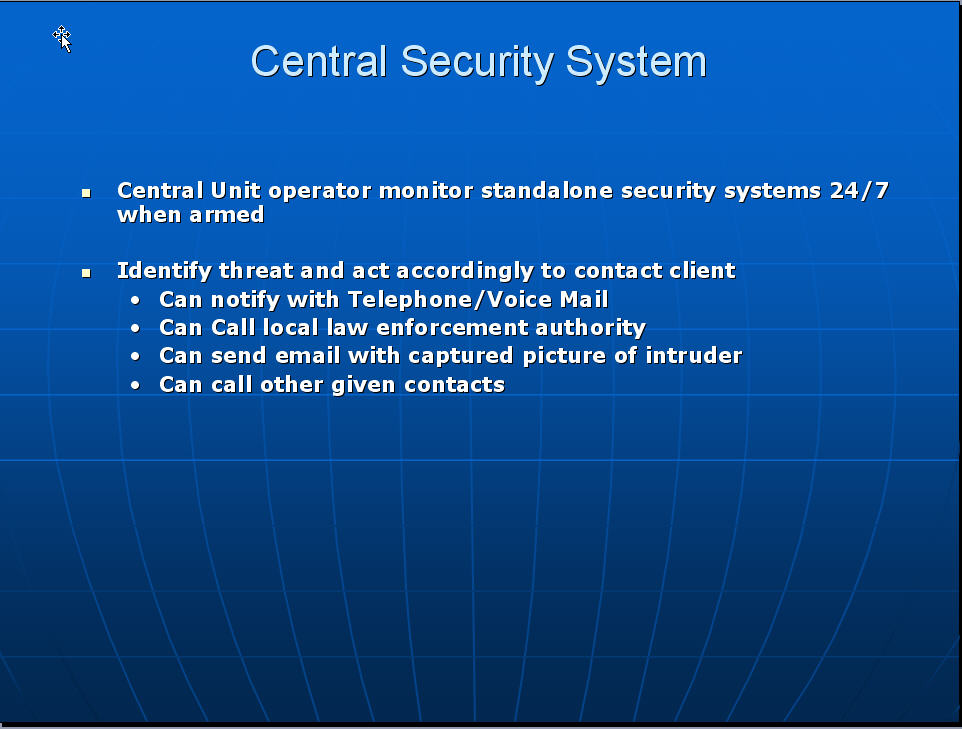 Central Security System
Central Unit operator monitor standalone security systems 24/7
when armed
Identify threat and act accordingly to contact client
Can notify with Telephone/Voice Mail
Can Call local law enforcement authority
Can send email with captured picture of intruder
Can call other given contacts